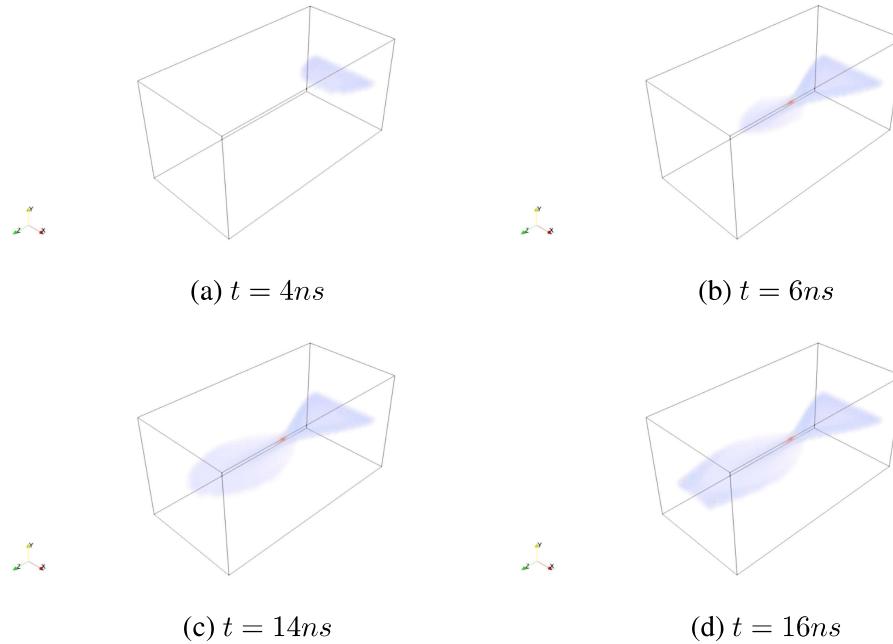 Y
Z X
Y
Z X
(a) t = 4ns
(b) t = 6ns
Y
Z X
Y
Z X
(c) t = 14ns
(d) t = 16ns